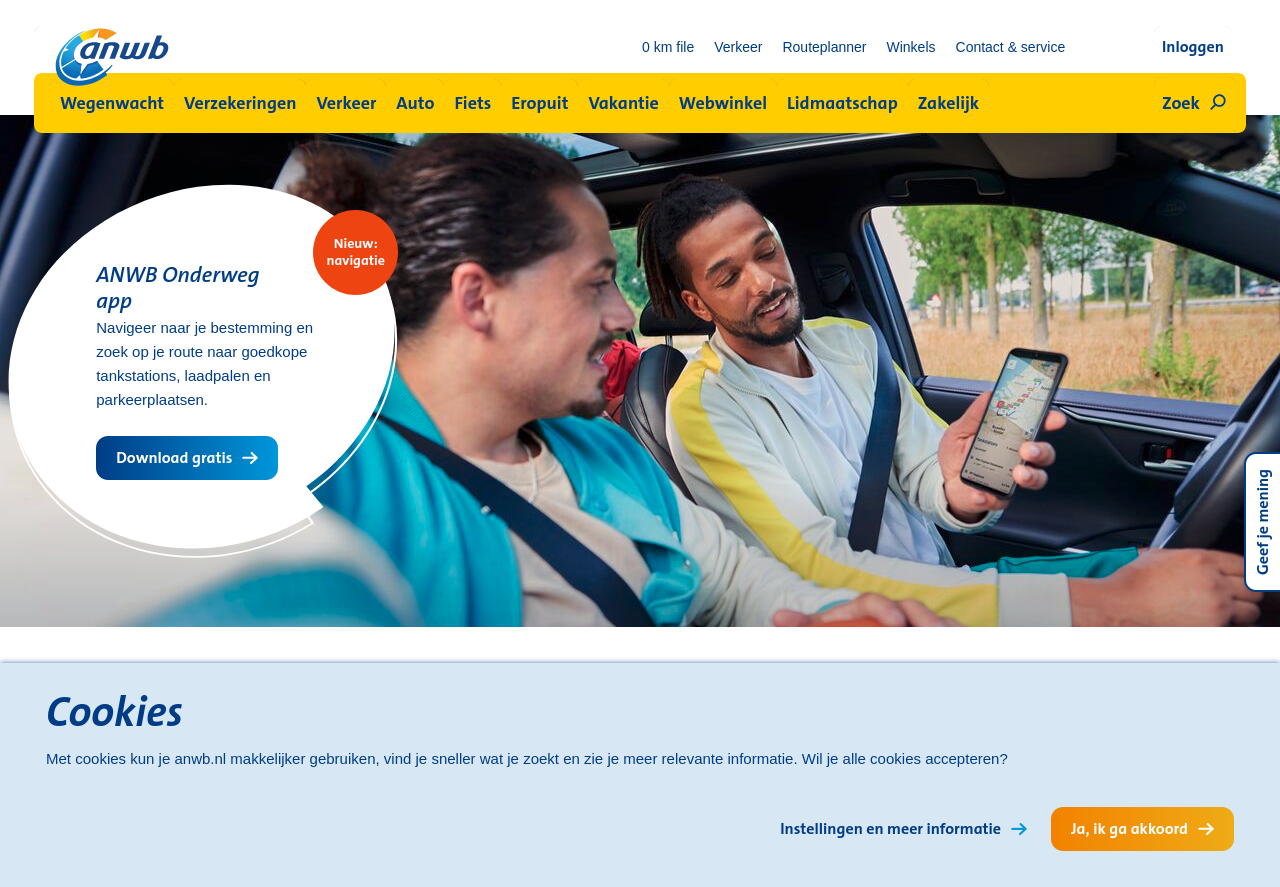 anwb
0 km file Verkeer Routeplanner Winkels Contact & service Inloggen
Wegenwacht Verzekeringen Verkeer Auto Fiets Eropuit Vakantie Webwinkel Lidmaatschap Zakelijk Zoek
Nieuw:
navigatie
ANWB Onderweg
app
Navigeer naar je bestemming en
zoek op je route naar goedkope
tankstations, laadpalen en
parkeerplaatsen.
Download gratis
Geef je mening
Cookies
Met cookies kun je anwb.nl makkelijker gebruiken, vind je sneller wat je zoekt en zie je meer relevante informatie. Wil je alle cookies accepteren?
Instellingen en meer informatie Ja, ik ga akkoord